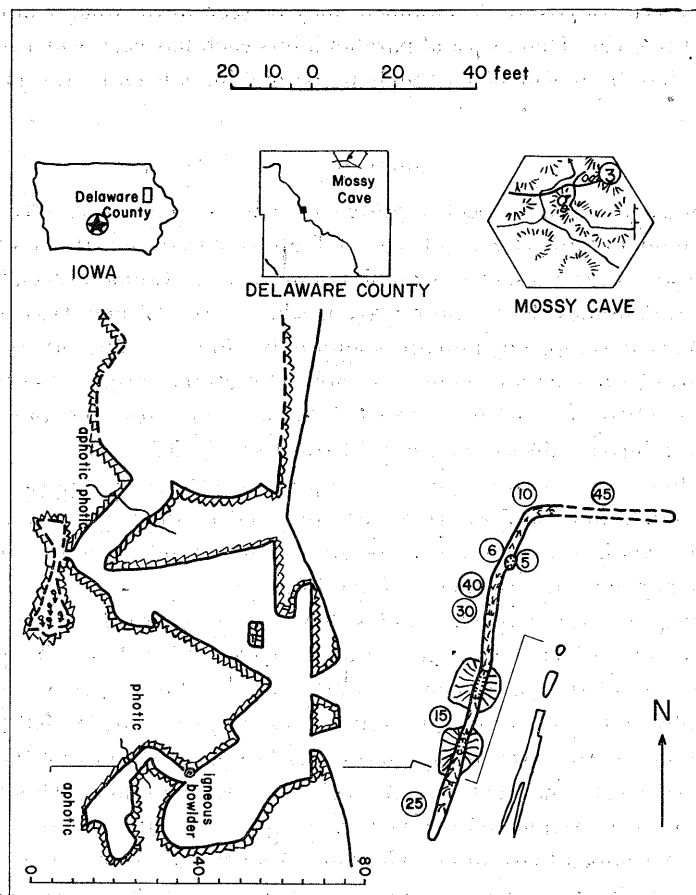 20 10 0 20 40 feet
Delaware
County
IOWA
Mossy
Cave
DELAWARE COUNTY
3
MOSSY CAVE
aphotic photic
10
45
6
5
40
30
15
25
N
photic
aphotic
igneous
bowlder
0 40 80